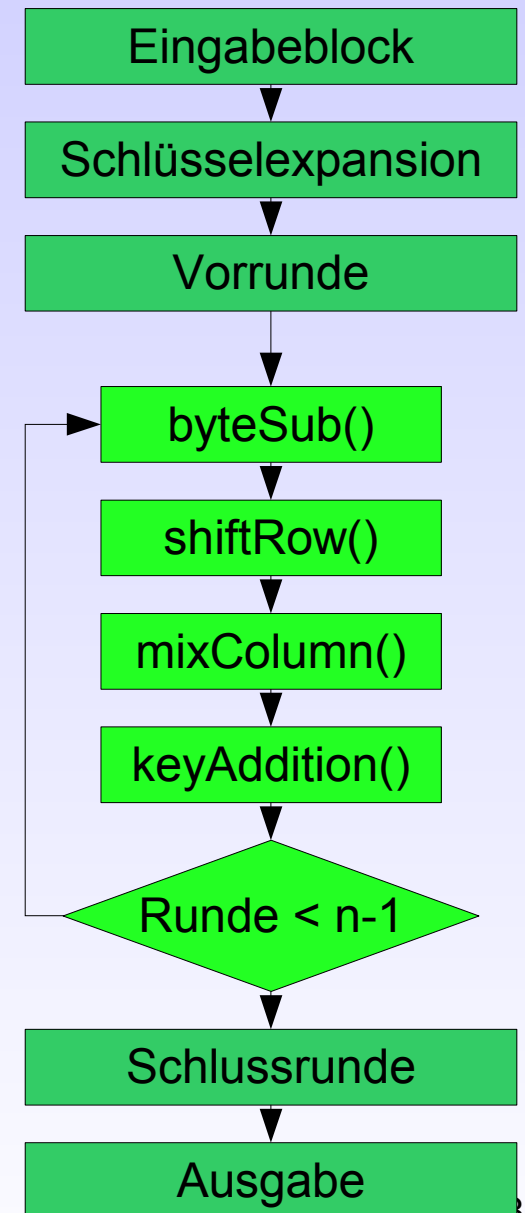 Eingabeblock
Schlüsselexpansion
Vorrunde
byteSub()
shiftRow()
mixColumn()
keyAddition()
Runde < n-1
Schlussrunde
Ausgabe